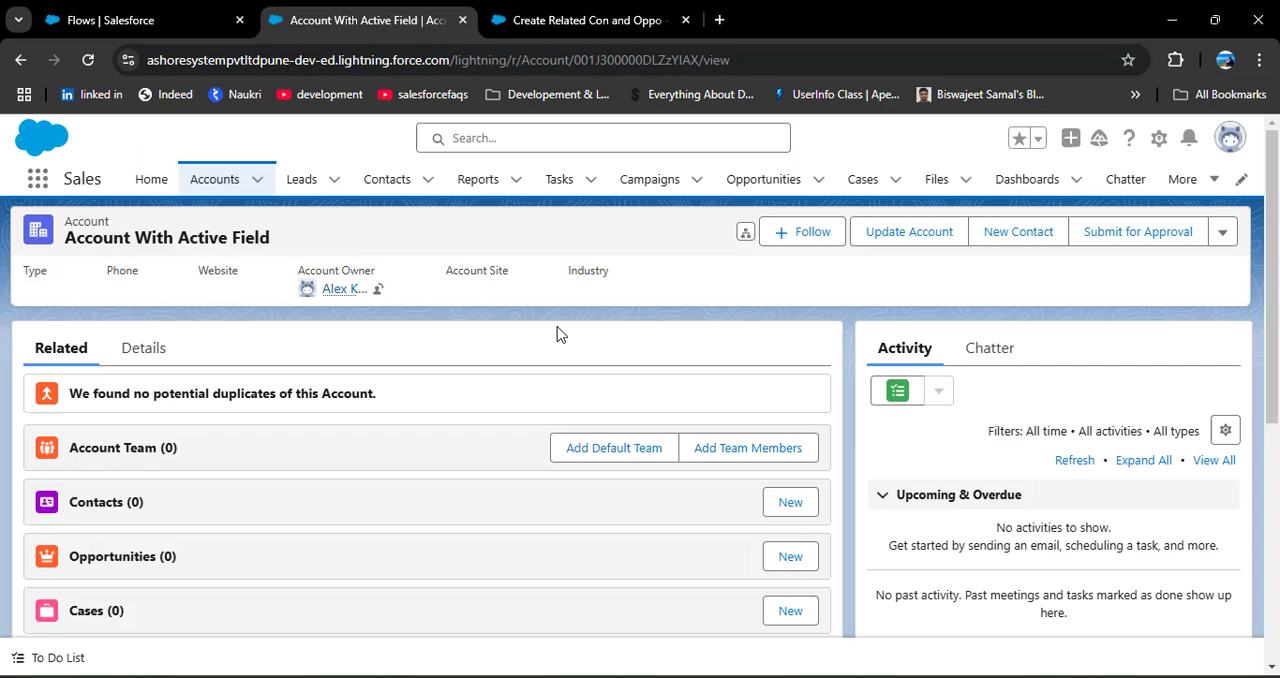 Flows | Salesforce
Account With Active Field | Acc
Create Related Con and Oppo
ashoresystempvtltdpune-dev-ed.lightning.force.com/lightning/r/Account/001J300000DLZzYIAX/view
linked in
Indeed
Naukri
development
salesforcefaqs
Developement & L...
Everything About D...
UserInfo Class | Ape...
Biswajeet Samal's Bl...
All Bookmarks
Search...
Sales
Home
Accounts
Leads
Contacts
Reports
Tasks
Campaigns
Opportunities
Cases
Files
Dashboards
Chatter
More
Account
Account With Active Field
Follow
Update Account
New Contact
Submit for Approval
Type
Phone
Website
Account Owner
Account Site
Industry
Alex K...
Related
Details
We found no potential duplicates of this Account.
Account Team (0)
Add Default Team
Add Team Members
Contacts (0)
New
Opportunities (0)
New
Cases (0)
New
Activity
Chatter
Filters: All time • All activities • All types
Refresh • Expand All • View All
Upcoming & Overdue
No activities to show.
Get started by sending an email, scheduling a task, and more.
No past activity. Past meetings and tasks marked as done show up
here.
To Do List